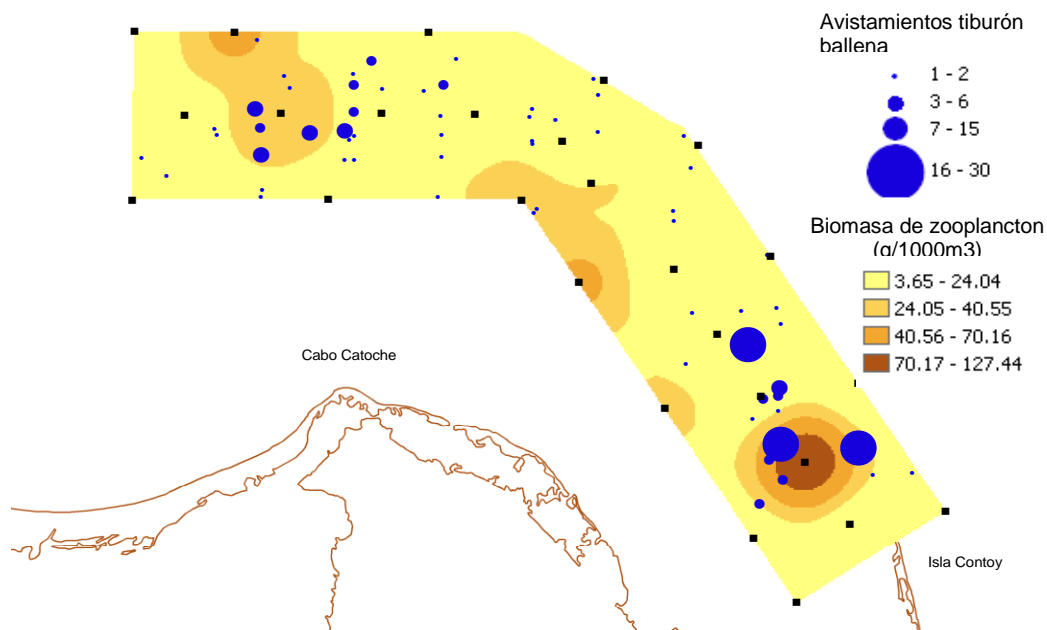 Avistamientos tiburón
ballena
1 - 2
3 - 6
7 - 15
16 - 30
Biomasa de zooplancton
(g/1000m3)
3.65 - 24.04
24.05 - 40.55
40.56 - 70.16
70.17 - 127.44
Cabo Catoche
Isla Contoy